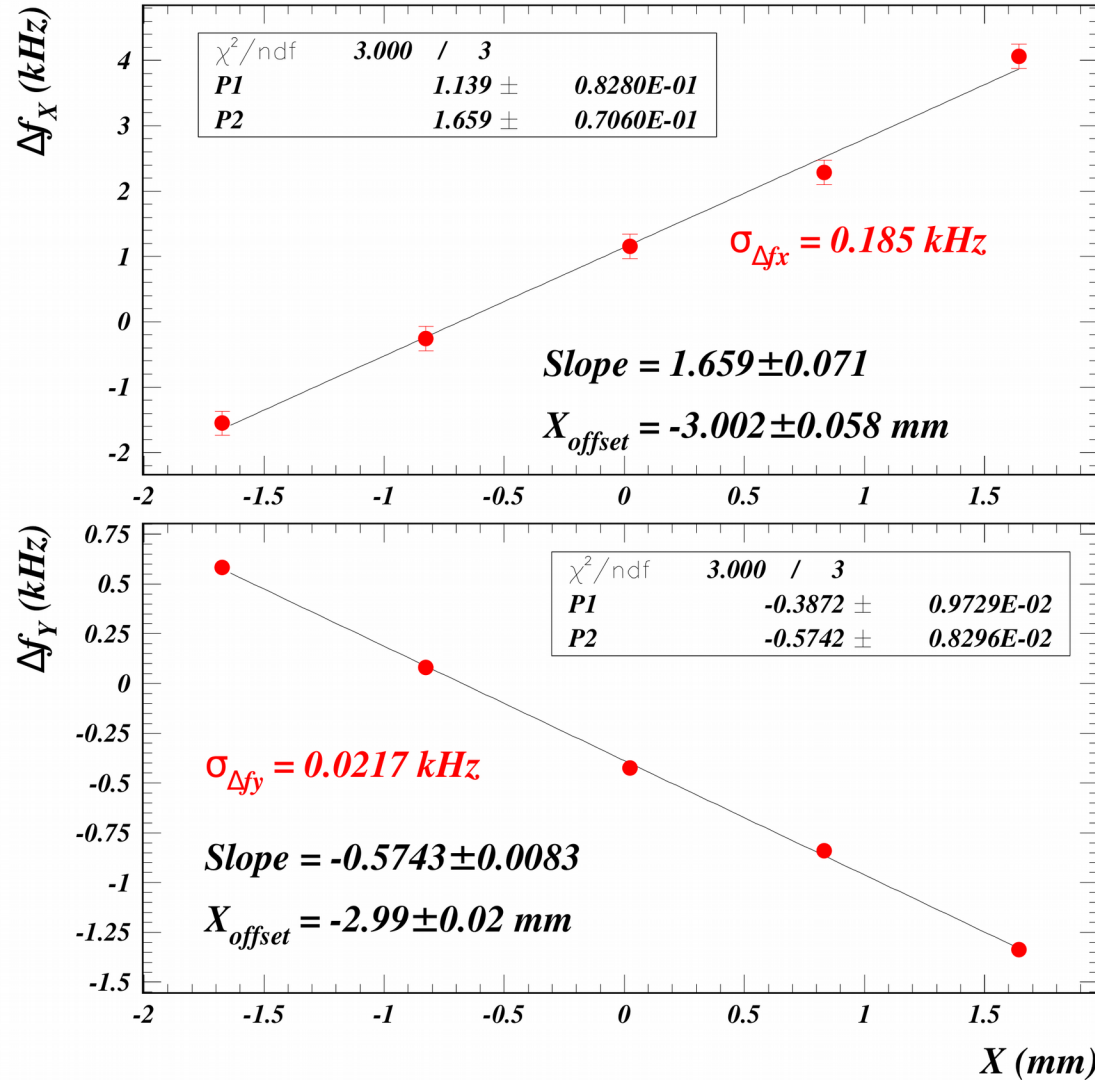 Δf_X (kHz)
χ²/ndf 3.000 / 3
P1 1.139 ± 0.8280E-01
P2 1.659 ± 0.7060E-01
4
3
2
1
0
-1
-2
σ_Δfx = 0.185 kHz
Slope = 1.659±0.071
X_offset = -3.002±0.058 mm
-2 -1.5 -1 -0.5 0 0.5 1 1.5
Δf_Y (kHz)
χ²/ndf 3.000 / 3
P1 -0.3872 ± 0.9729E-02
P2 -0.5742 ± 0.8296E-02
0.75
0.5
0.25
0
-0.25
-0.5
-0.75
-1
-1.25
-1.5
σ_Δfy = 0.0217 kHz
Slope = -0.5743±0.0083
X_offset = -2.99±0.02 mm
-2 -1.5 -1 -0.5 0 0.5 1 1.5
X (mm)